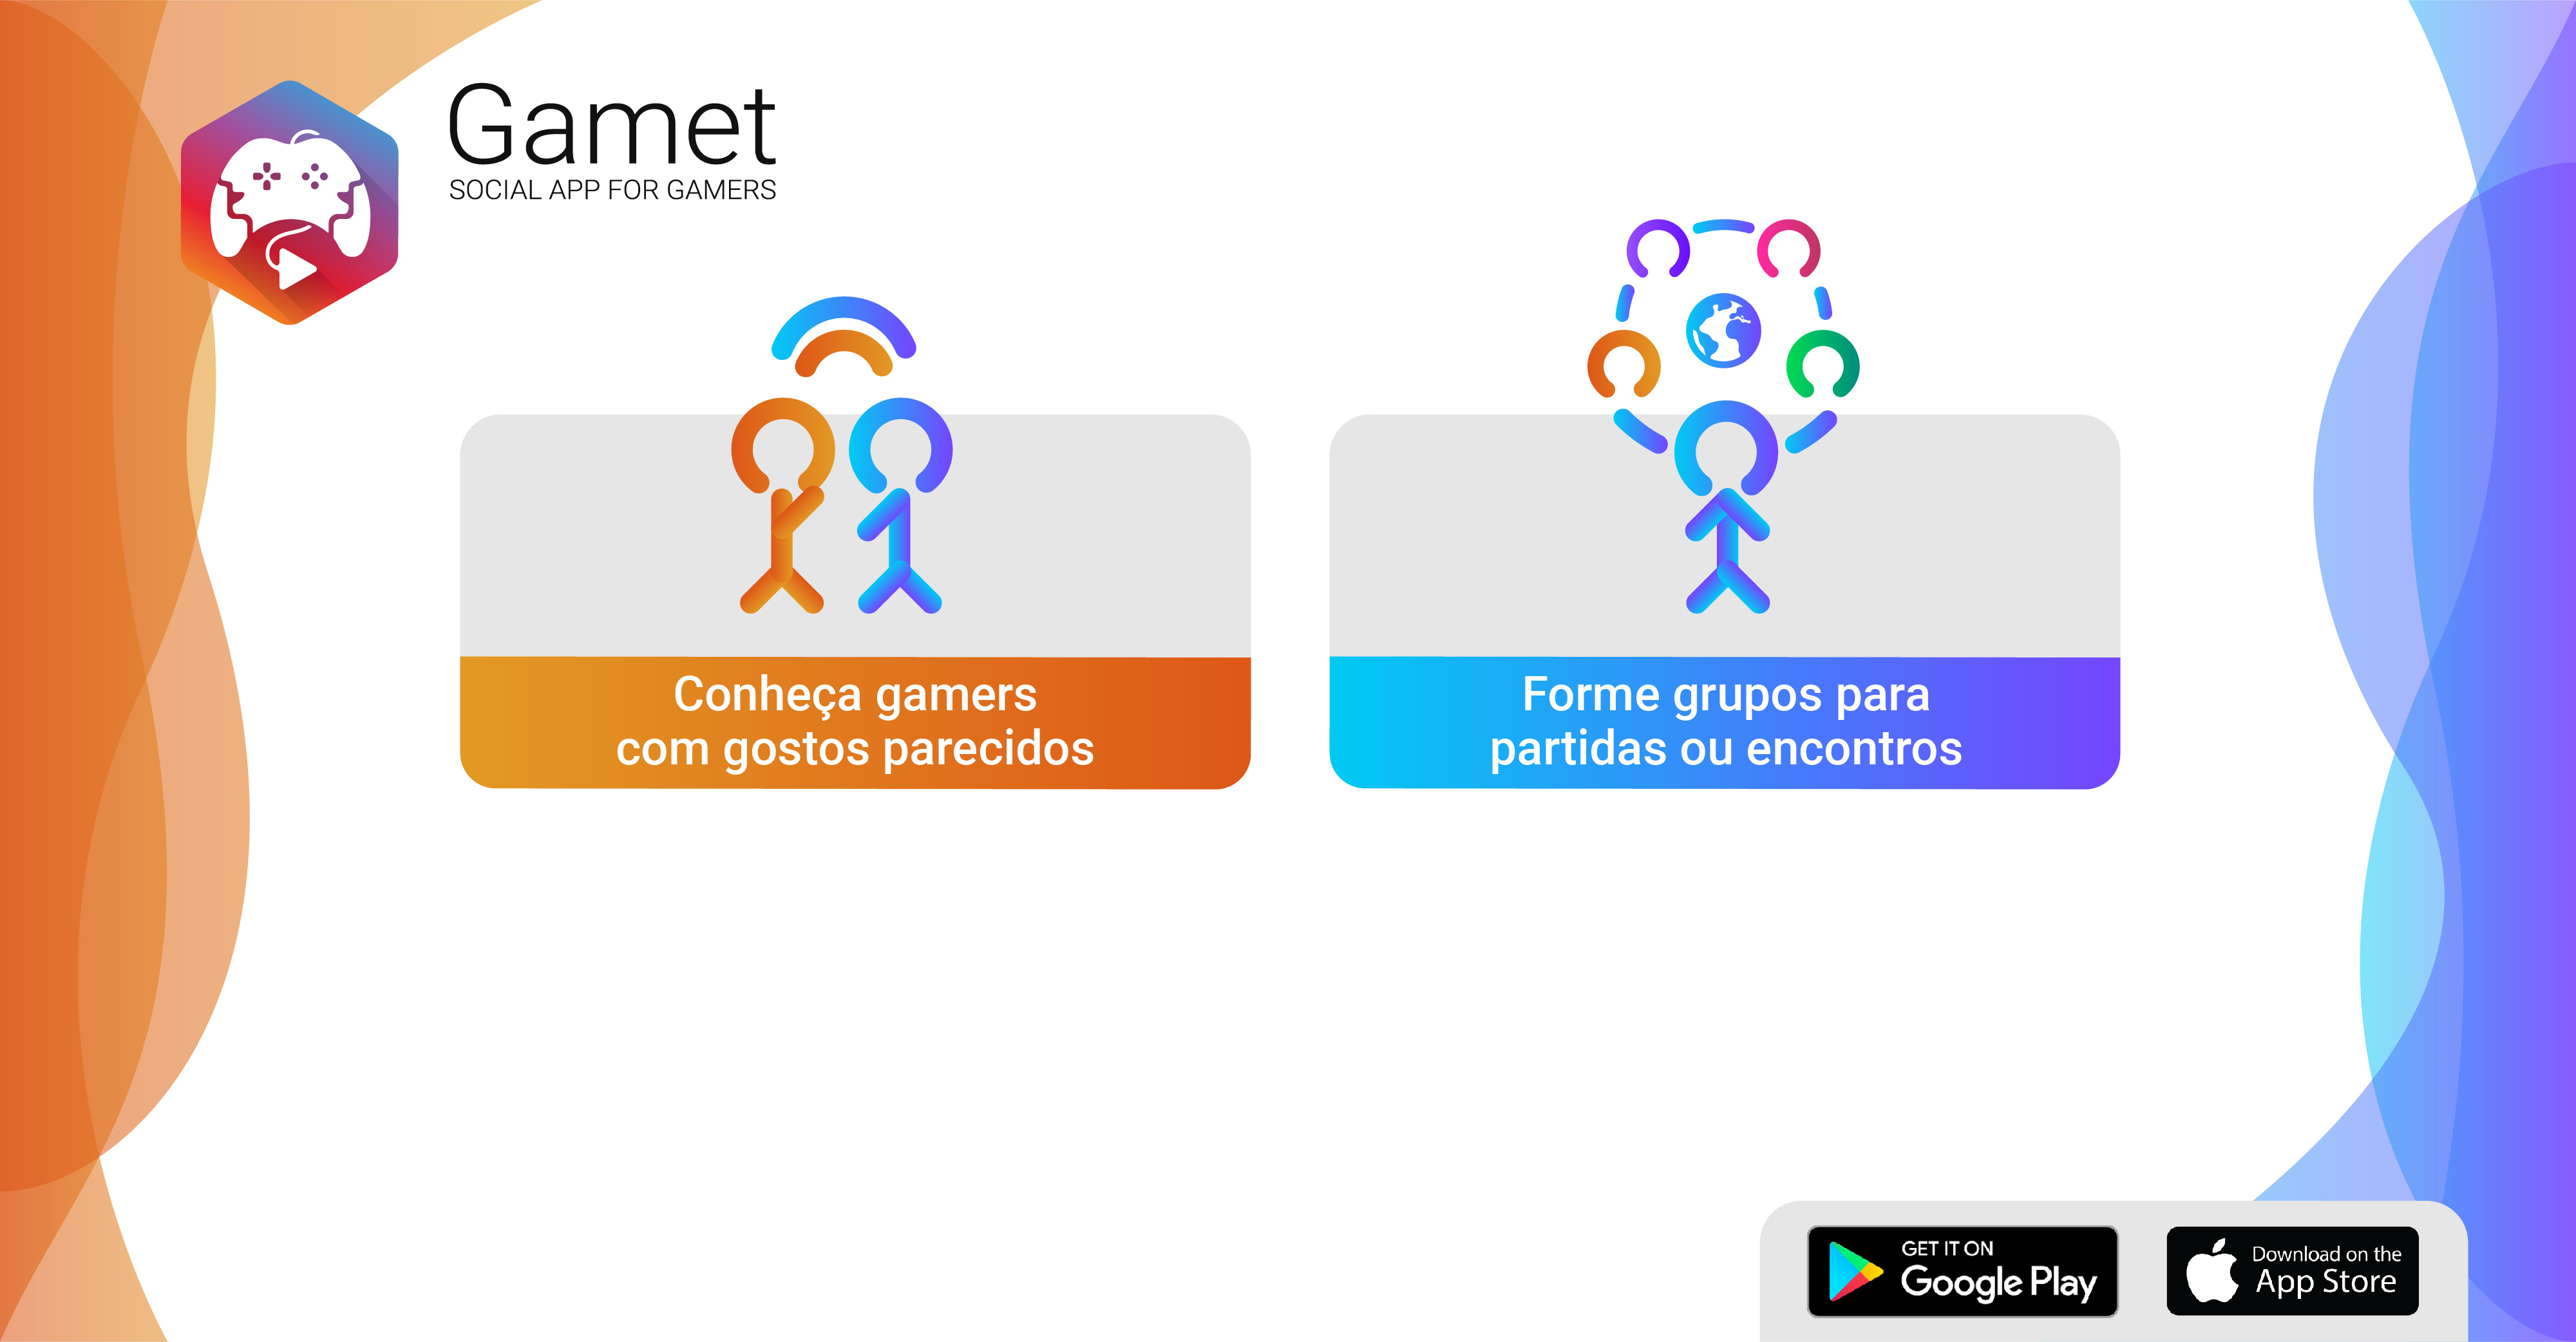 Gamet
SOCIAL APP FOR GAMERS
Conheça gamers
com gostos parecidos
Forme grupos para
partidas ou encontros
GET IT ON
Google Play
Download on the
App Store